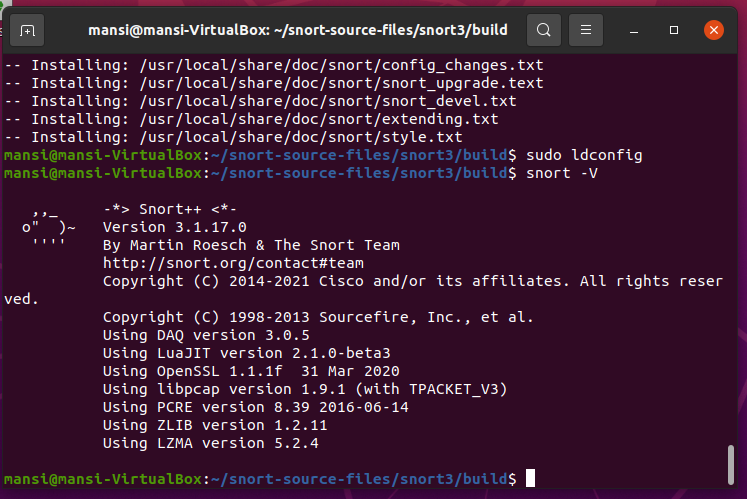 mansi@mansi-VirtualBox: ~/snort-source-files/snort3/build
-- Installing: /usr/local/share/doc/snort/config_changes.txt
-- Installing: /usr/local/share/doc/snort/snort_upgrade.text
-- Installing: /usr/local/share/doc/snort/snort_devel.txt
-- Installing: /usr/local/share/doc/snort/extending.txt
-- Installing: /usr/local/share/doc/snort/style.txt
mansi@mansi-VirtualBox:~/snort-source-files/snort3/build$ sudo ldconfig
mansi@mansi-VirtualBox:~/snort-source-files/snort3/build$ snort -V
   ,,_     -*> Snort++ <*-
  o"  )~   Version 3.1.17.0
   ''''    By Martin Roesch & The Snort Team
           http://snort.org/contact#team
           Copyright (C) 2014-2021 Cisco and/or its affiliates. All rights reser
ved.
           Copyright (C) 1998-2013 Sourcefire, Inc., et al.
           Using DAQ version 3.0.5
           Using LuaJIT version 2.1.0-beta3
           Using OpenSSL 1.1.1f  31 Mar 2020
           Using libpcap version 1.9.1 (with TPACKET_V3)
           Using PCRE version 8.39 2016-06-14
           Using ZLIB version 1.2.11
           Using LZMA version 5.2.4
mansi@mansi-VirtualBox:~/snort-source-files/snort3/build$